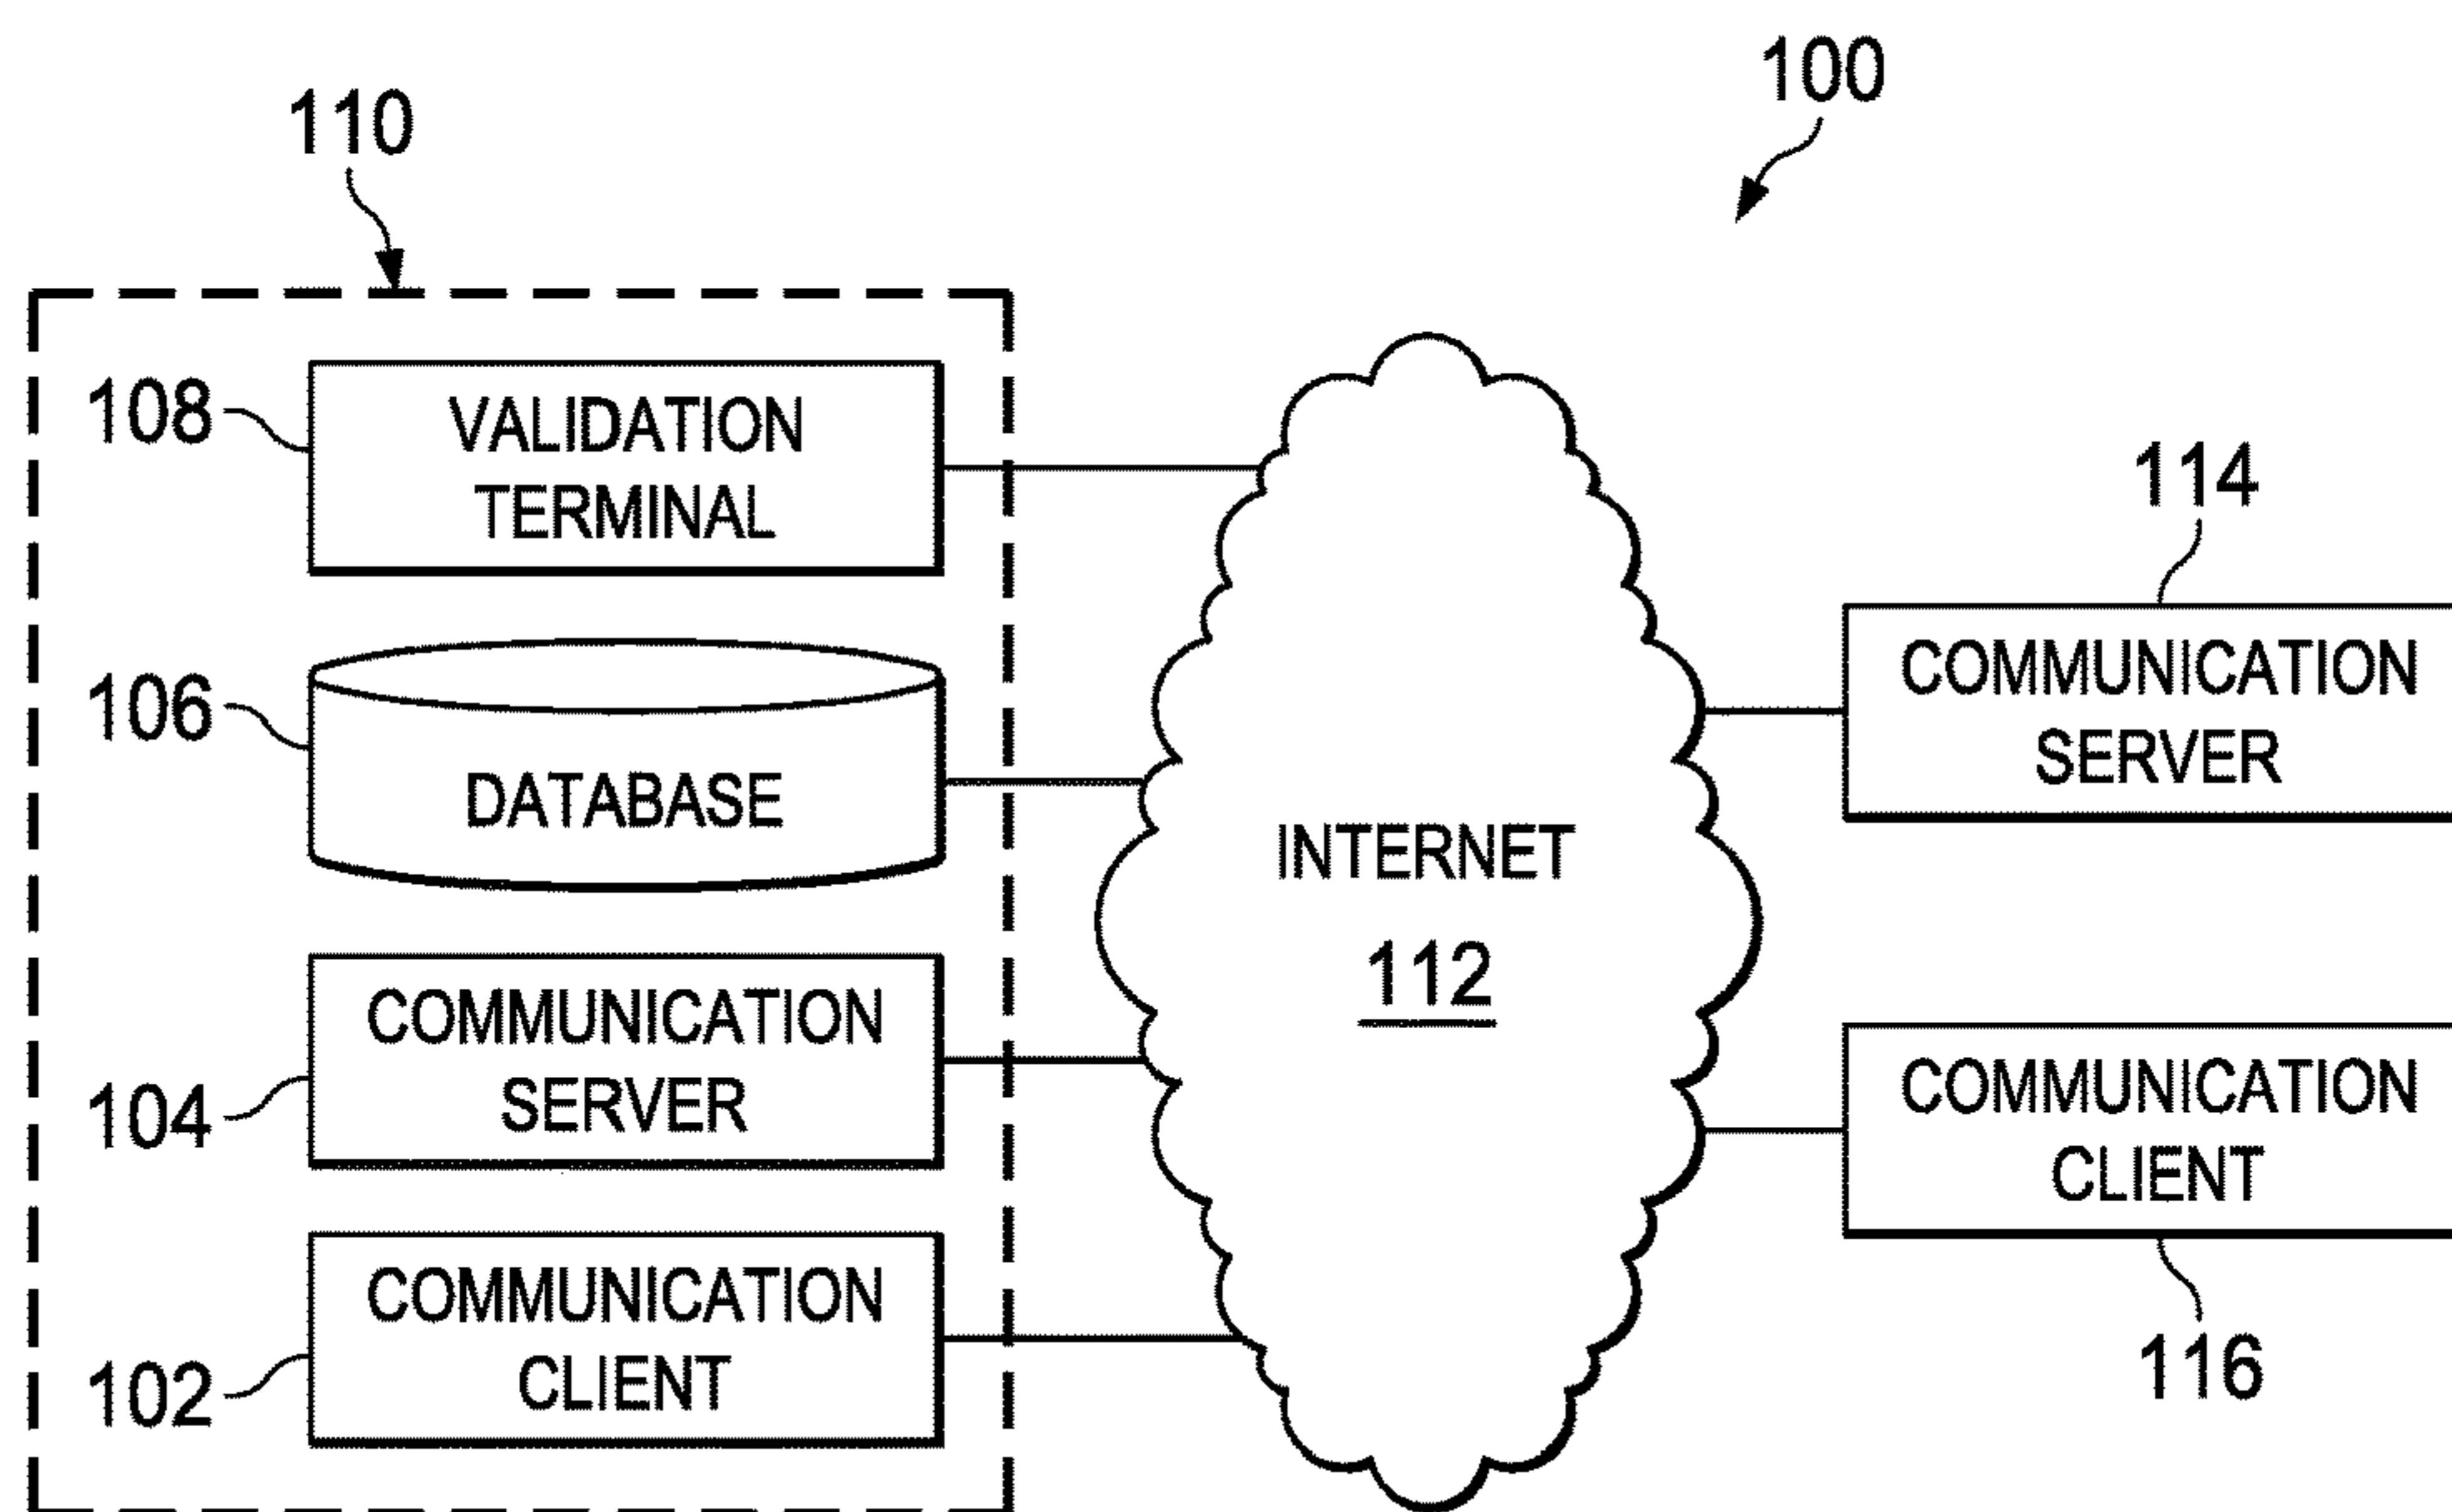 100
110
108
VALIDATION
TERMINAL
114
106
DATABASE
COMMUNICATION
SERVER
INTERNET
112
104
COMMUNICATION
SERVER
COMMUNICATION
CLIENT
102
COMMUNICATION
CLIENT
116